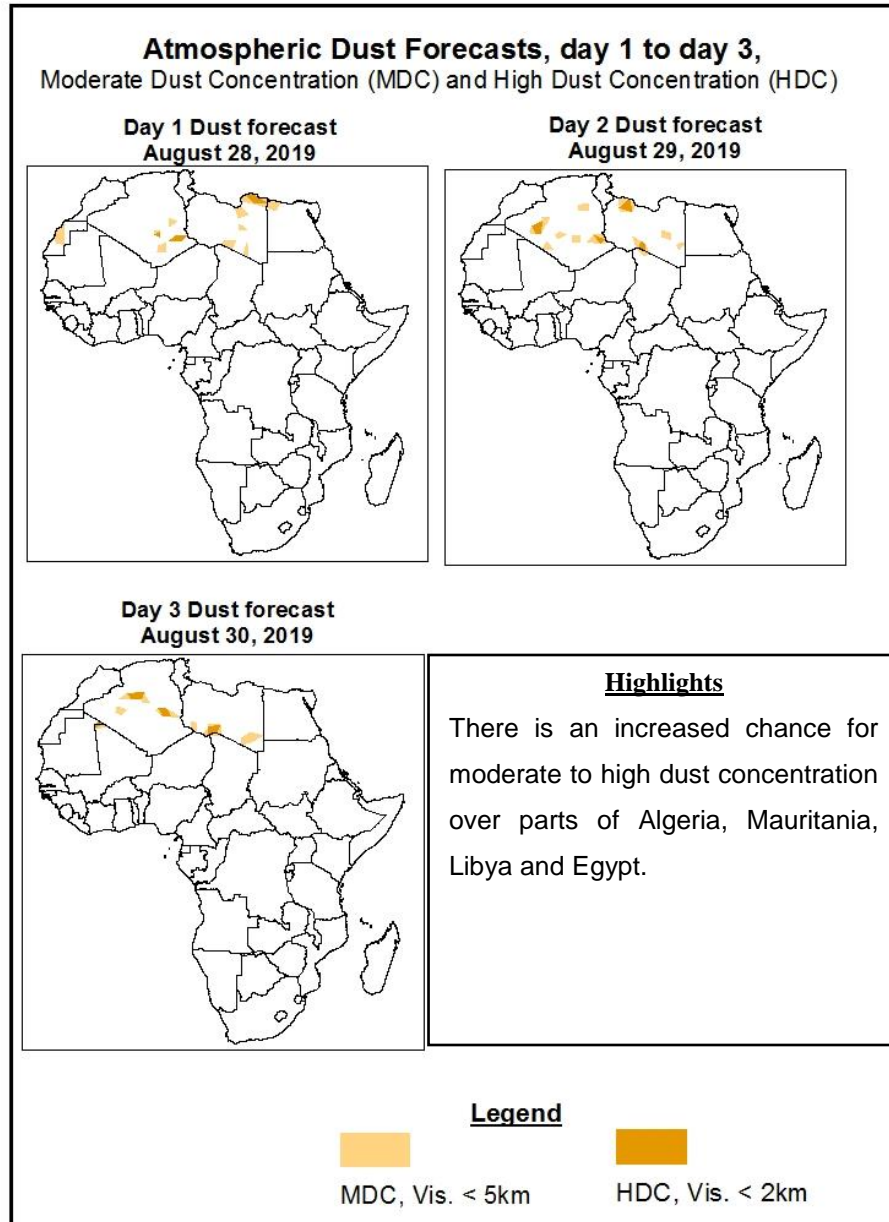 Atmospheric Dust Forecasts, day 1 to day 3,
Moderate Dust Concentration (MDC) and High Dust Concentration (HDC)
Day 1 Dust forecast
August 28, 2019
Day 2 Dust forecast
August 29, 2019
Day 3 Dust forecast
August 30, 2019
Highlights
There is an increased chance for
moderate to high dust concentration
over parts of Algeria, Mauritania,
Libya and Egypt.
Legend
MDC, Vis. < 5km
HDC, Vis. < 2km